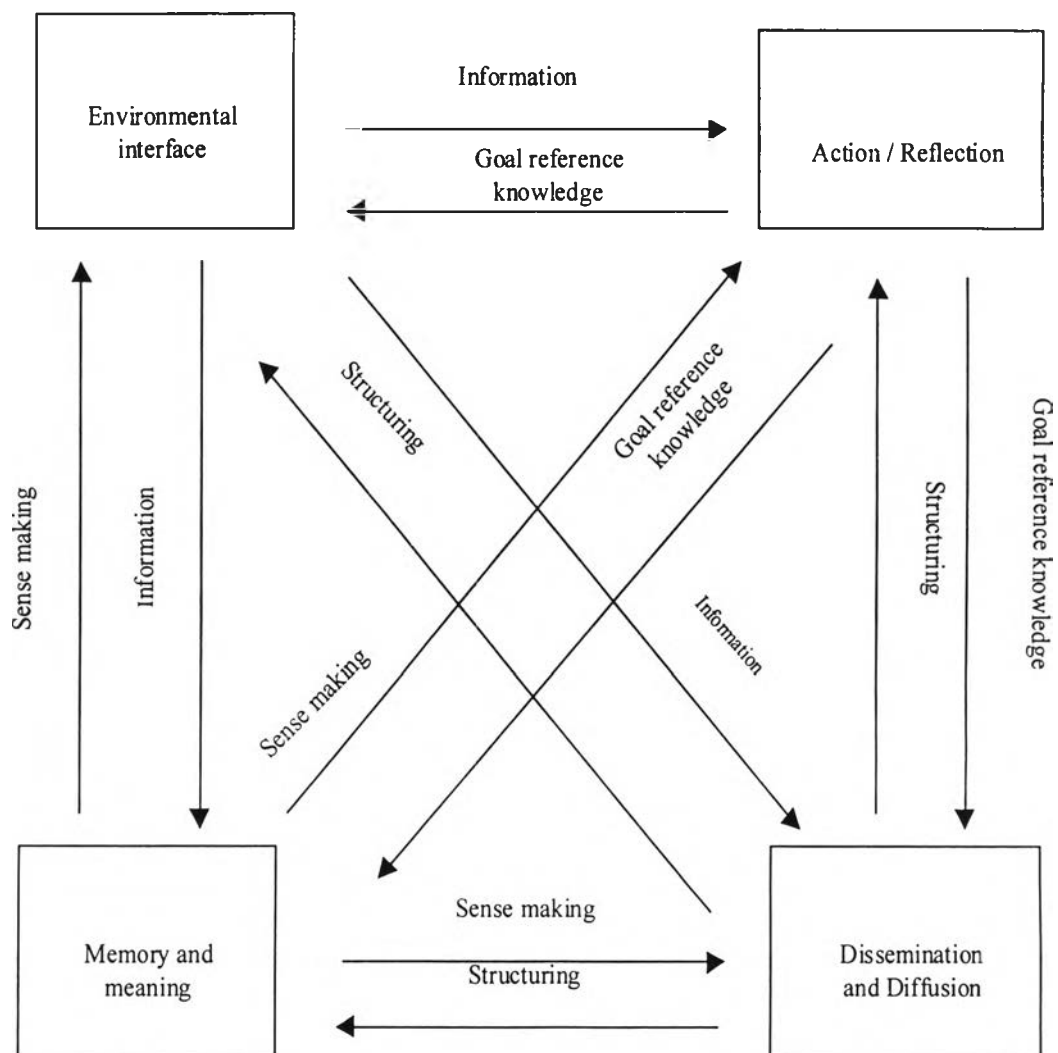 Information
Environmental
interface
Goal reference
knowledge
Action / Reflection
Structuring
Goal reference
knowledge
Sense making
Information
Structuring
Goal reference knowledge
Information
Sense making
Sense making
Memory and
meaning
Structuring
Dissemination
and Diffusion